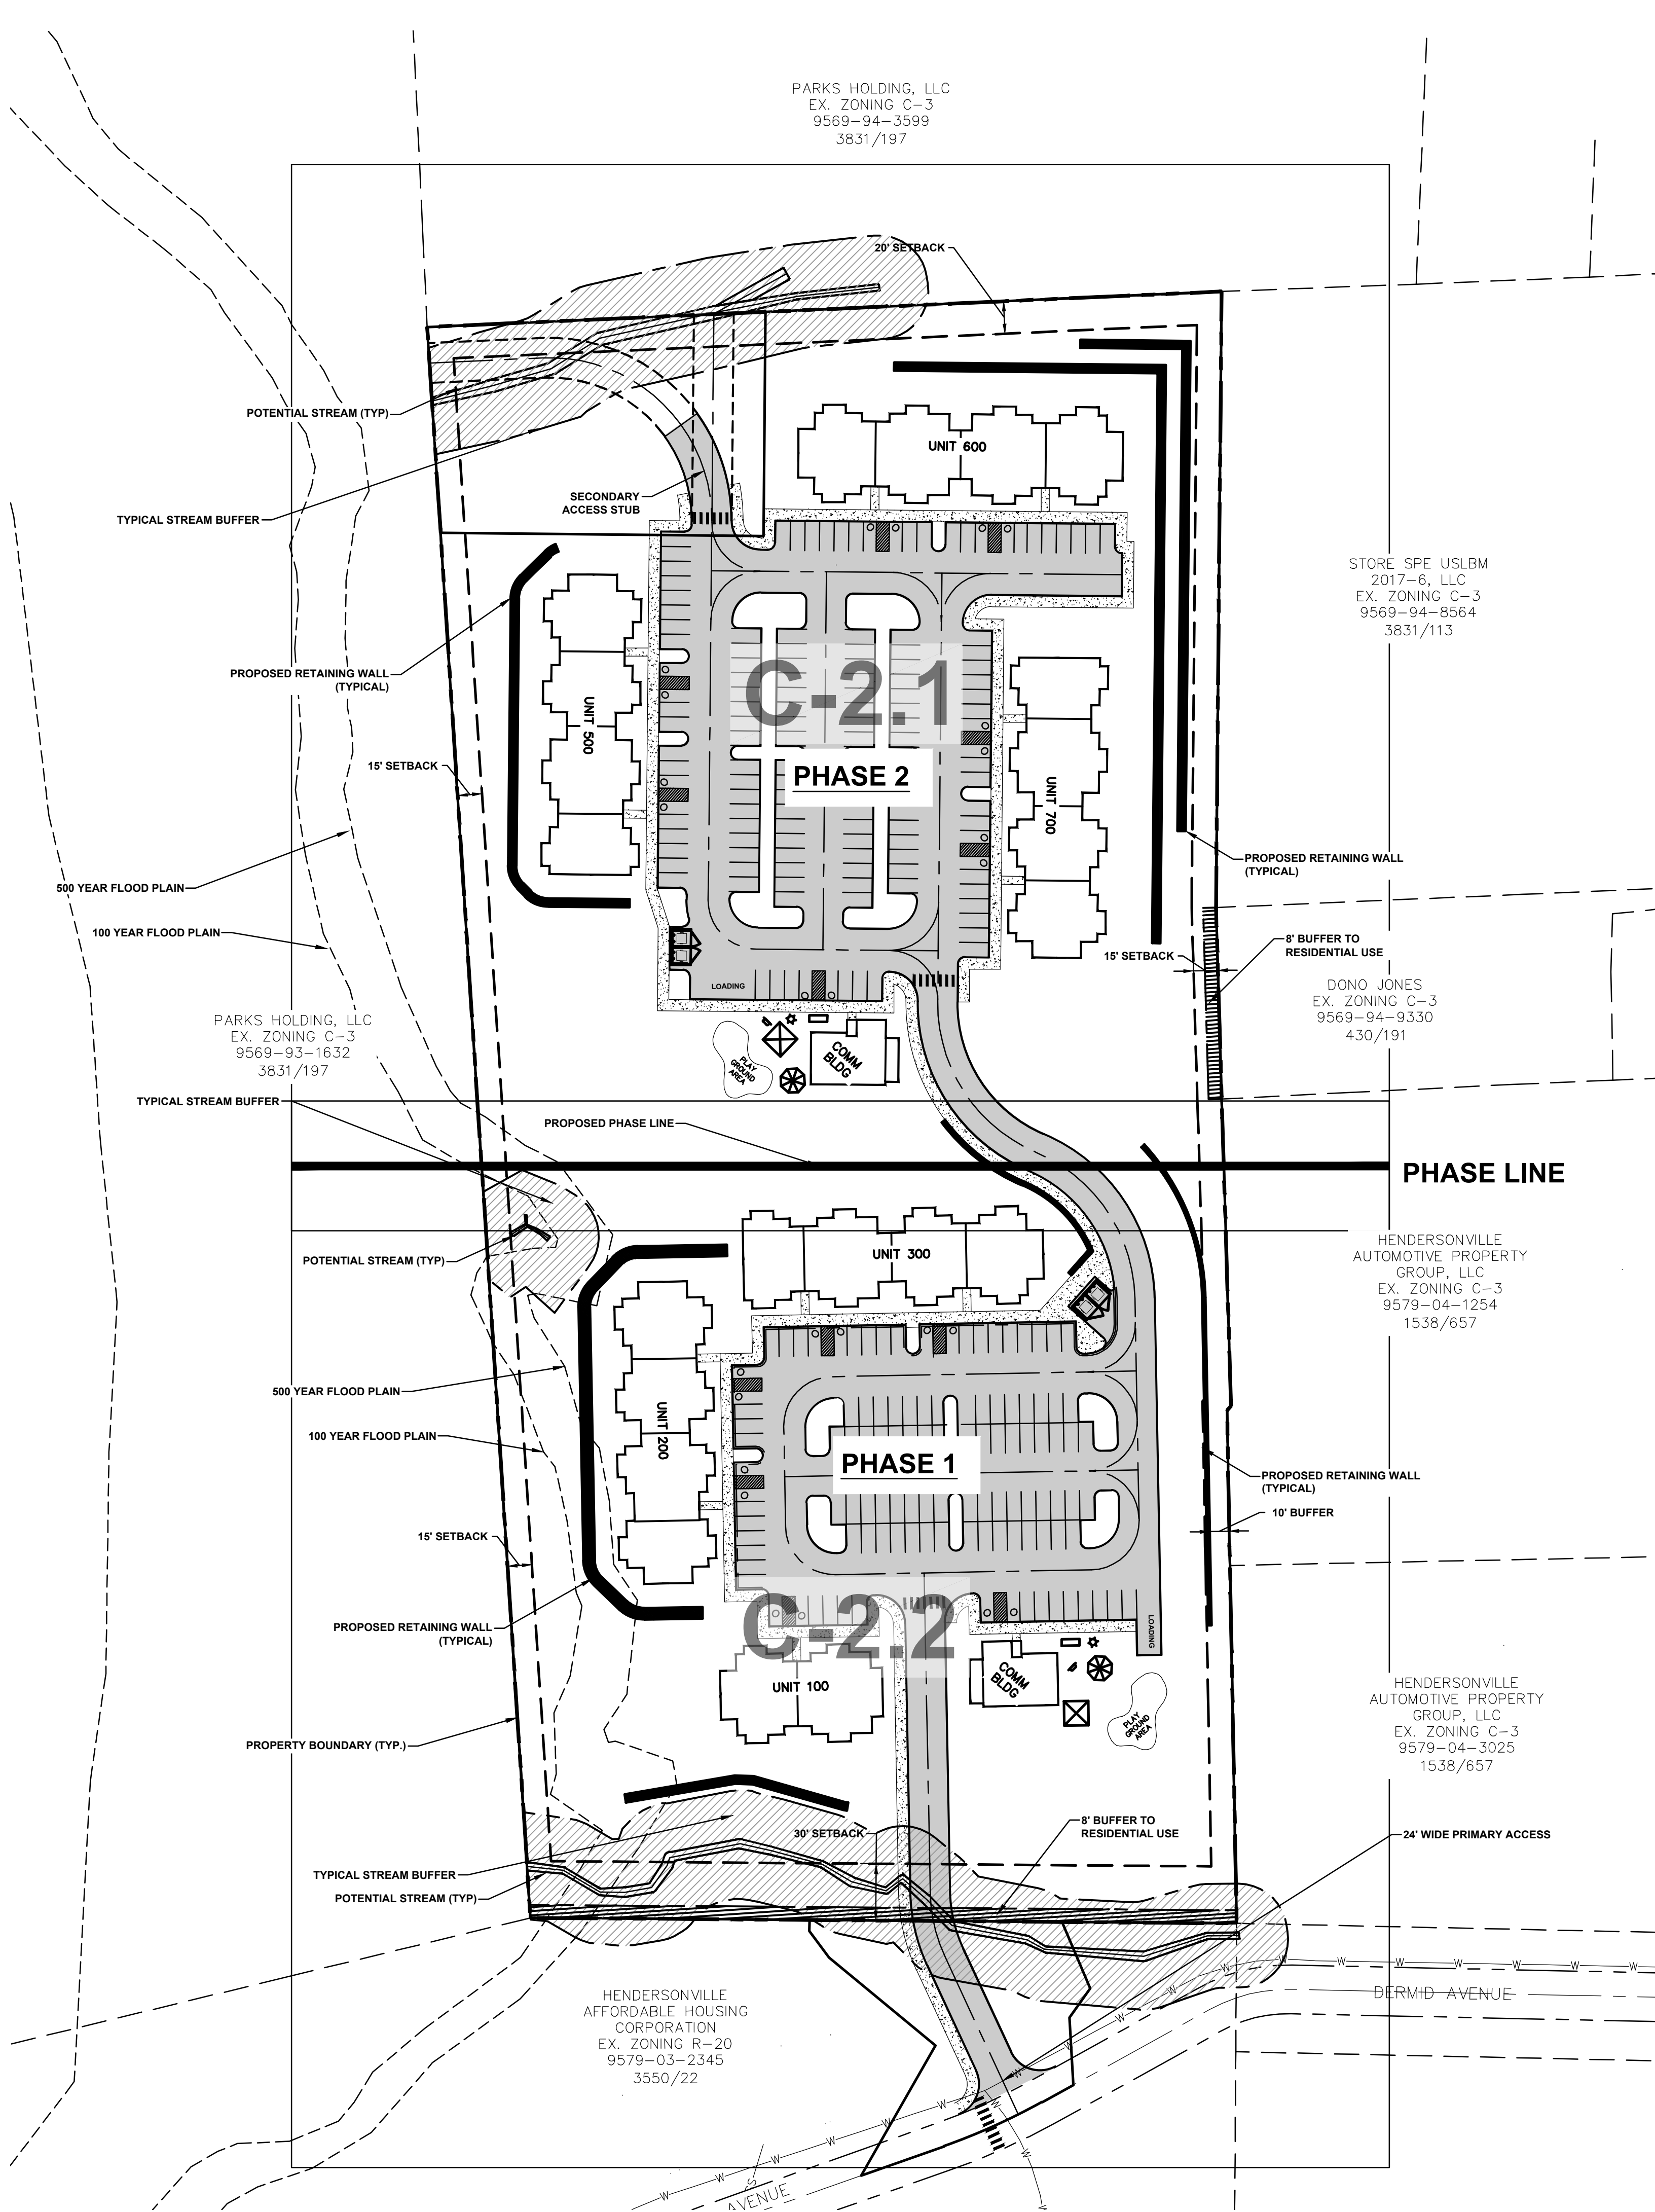 PARKS HOLDING, LLC
EX. ZONING C-3
9569-94-3599
3831/197
20' SETBACK
POTENTIAL STREAM (TYP)
UNIT 600
SECONDARY
ACCESS STUB
TYPICAL STREAM BUFFER
STORE SPE USLBM
2017-6, LLC
EX. ZONING C-3
9569-94-8564
3831/113
PROPOSED RETAINING WALL
(TYPICAL)
UNIT 500
C-2.1
PHASE 2
15' SETBACK
UNIT 700
PROPOSED RETAINING WALL
(TYPICAL)
500 YEAR FLOOD PLAIN
100 YEAR FLOOD PLAIN
8' BUFFER TO
RESIDENTIAL USE
15' SETBACK
LOADING
DONO JONES
EX. ZONING C-3
9569-94-9330
430/191
PARKS HOLDING, LLC
EX. ZONING C-3
9569-93-1632
3831/197
PLAY
GROUND
AREA
COMM
BLDG
TYPICAL STREAM BUFFER
PROPOSED PHASE LINE
PHASE LINE
POTENTIAL STREAM (TYP)
UNIT 300
HENDERSONVILLE
AUTOMOTIVE PROPERTY
GROUP, LLC
EX. ZONING C-3
9579-04-1254
1538/657
500 YEAR FLOOD PLAIN
UNIT 200
100 YEAR FLOOD PLAIN
PHASE 1
PROPOSED RETAINING WALL
(TYPICAL)
10' BUFFER
15' SETBACK
C-2.2
LOADING
PROPOSED RETAINING WALL
(TYPICAL)
UNIT 100
COMM
BLDG
PLAY
GROUND
AREA
HENDERSONVILLE
AUTOMOTIVE PROPERTY
GROUP, LLC
EX. ZONING C-3
9579-04-3025
1538/657
PROPERTY BOUNDARY (TYP.)
30' SETBACK
8' BUFFER TO
RESIDENTIAL USE
24' WIDE PRIMARY ACCESS
TYPICAL STREAM BUFFER
POTENTIAL STREAM (TYP)
W W W W W W W
DERMID AVENUE
HENDERSONVILLE
AFFORDABLE HOUSING
CORPORATION
EX. ZONING R-20
9579-03-2345
3550/22
W W W W W W W W W W W
S
AVENUE